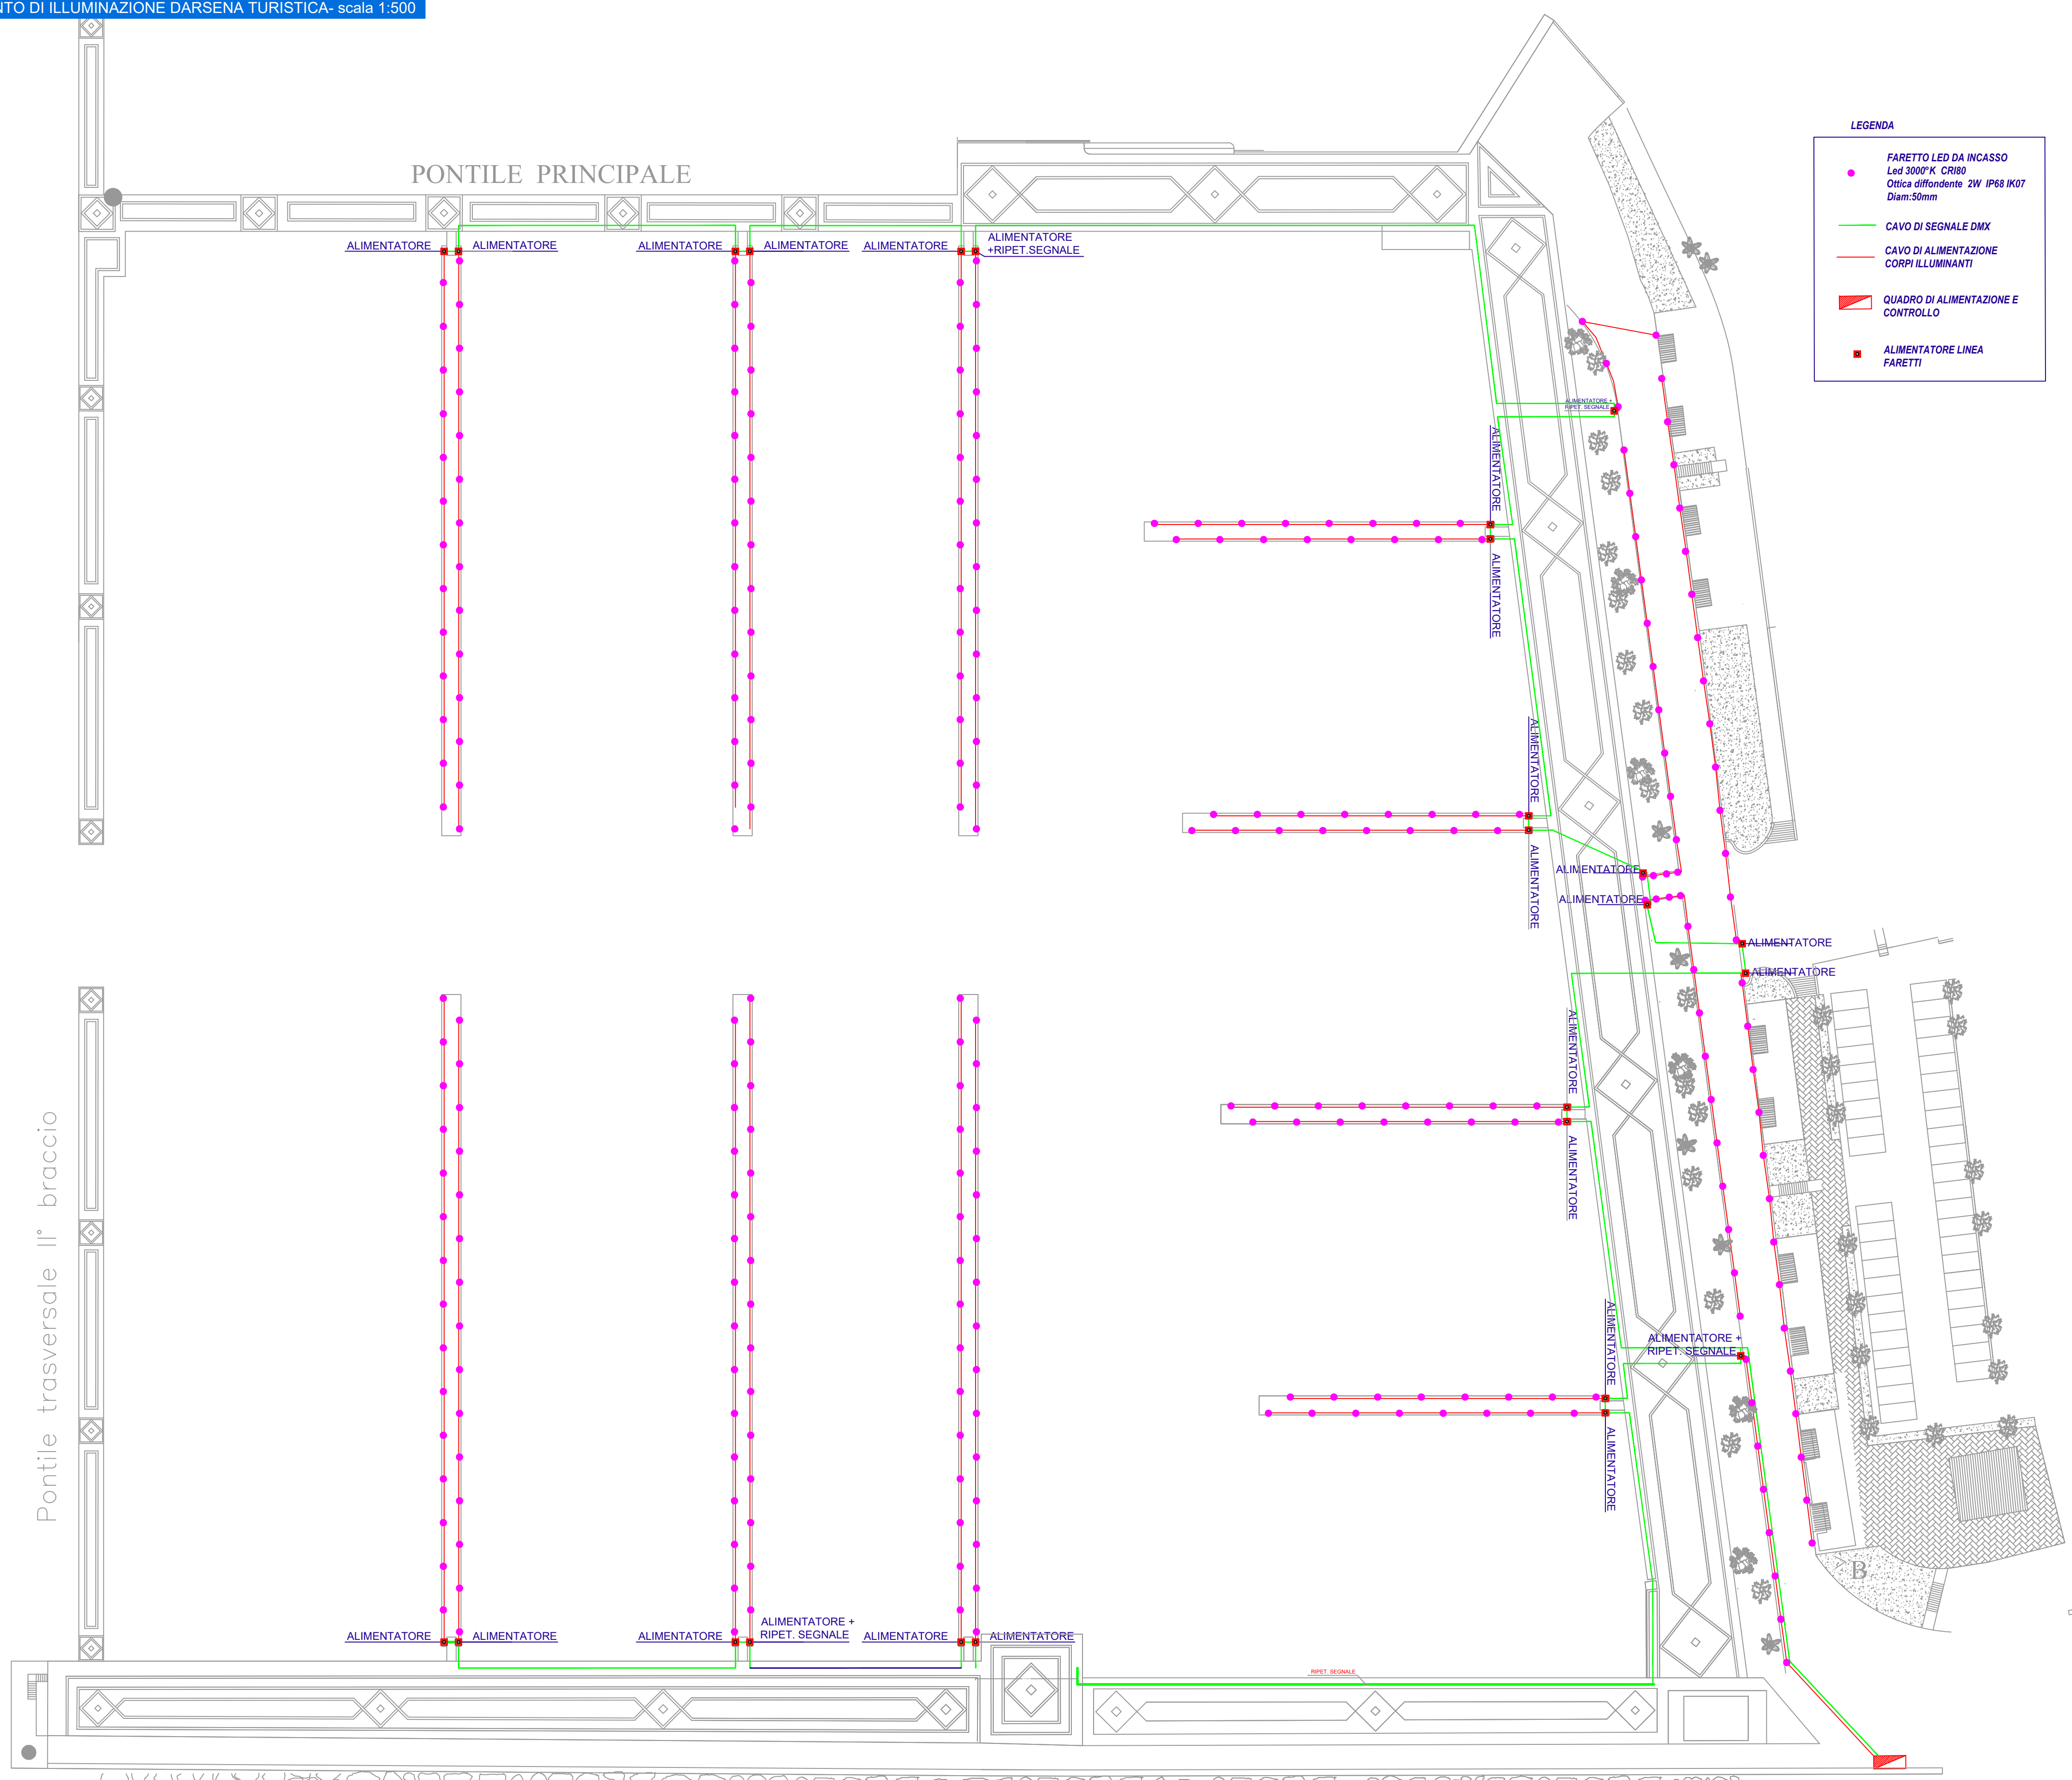 NTO DI ILLUMINAZIONE DARSENA TURISTICA- scala 1:500
LEGENDA
FARETTO LED DA INCASSO
Led 3000°K CRI80
Ottica diffondente 2W IP68 IK07
Diam:50mm
CAVO DI SEGNALE DMX
CAVO DI ALIMENTAZIONE
CORPI ILLUMINANTI
QUADRO DI ALIMENTAZIONE E
CONTROLLO
ALIMENTATORE LINEA
FARETTI
PONTILE PRINCIPALE
ALIMENTATORE
ALIMENTATORE
ALIMENTATORE
ALIMENTATORE
ALIMENTATORE
ALIMENTATORE
+RIPET.SEGNALE
ALIMENTATORE +
RIPET. SEGNALE
ALIMENTATORE
ALIMENTATORE
ALIMENTATORE
ALIMENTATORE
ALIMENTATORE
ALIMENTATORE
ALIMENTATORE
ALIMENTATORE
ALIMENTATORE
ALIMENTATORE
Pontile trasversale II° braccio
ALIMENTATORE
ALIMENTATORE +
RIPET. SEGNALE
ALIMENTATORE
B
ALIMENTATORE
ALIMENTATORE
ALIMENTATORE
ALIMENTATORE +
RIPET. SEGNALE
ALIMENTATORE
ALIMENTATORE
RIPET. SEGNALE